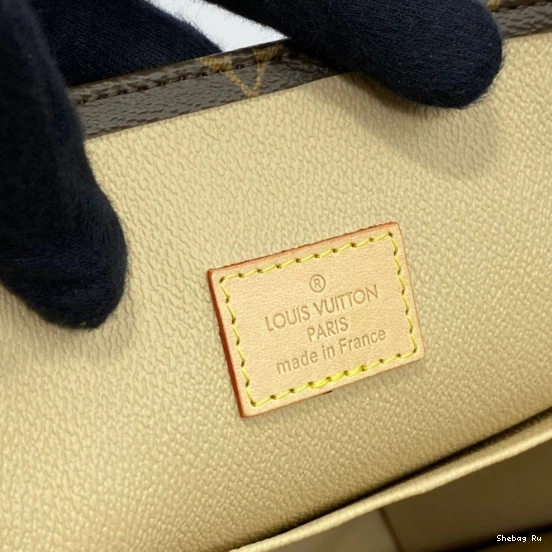 ®
LOUIS VUITTON
PARIS
made in France
Shebag Ru